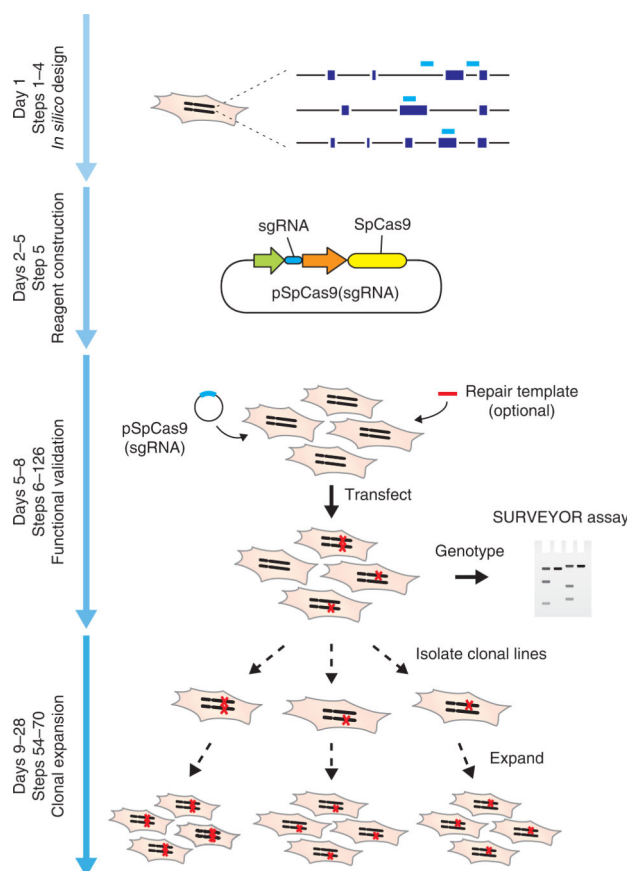 Day 1
Steps 1–4
In silico design
Days 2–5
Step 5
Reagent construction
sgRNA
SpCas9
pSpCas9(sgRNA)
Days 5–8
Steps 6–126
Functional validation
pSpCas9
(sgRNA)
Repair template
(optional)
Transfect
SURVEYOR assay
Genotype
Days 9–28
Steps 54–70
Clonal expansion
Isolate clonal lines
Expand